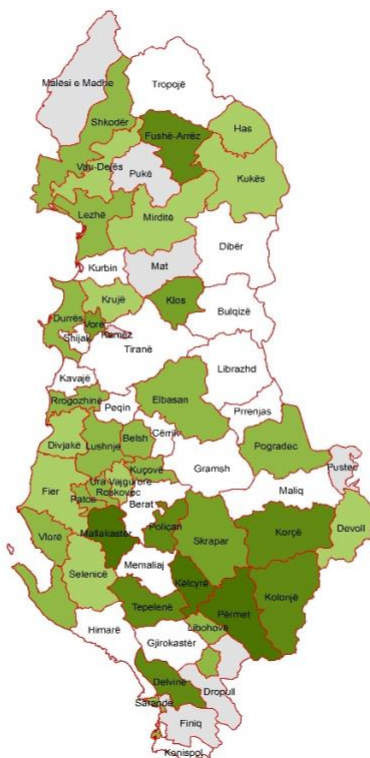 Malësi e Madhe
Tropojë
Shkodër
Fushë-Arrëz
Has
Vau-Dejës
Pukë
Kukës
Lezhë
Mirditë
Dibër
Kurbin
Mat
Krujë
Klos
Bulqizë
Durrës
Vorë
Kamëz
Shijak
Tiranë
Kavajë
Librazhd
Rrogozhinë
Peqin
Elbasan
Prrenjas
Divjakë
Lushnje
Belsh
Cërrik
Pogradec
Gramsh
Pustec
Kuçovë
Ura Vajgurore
Fier
Patos
Roskovec
Maliq
Berat
Devoll
Vlorë
Mallakastër
Poliçan
Skrapar
Korçë
Selenicë
Memaliaj
Këlcyrë
Kolonjë
Tepelenë
Përmet
Himarë
Libohovë
Gjirokastër
Delvinë
Dropull
Sarandë
Finiq
Konispol